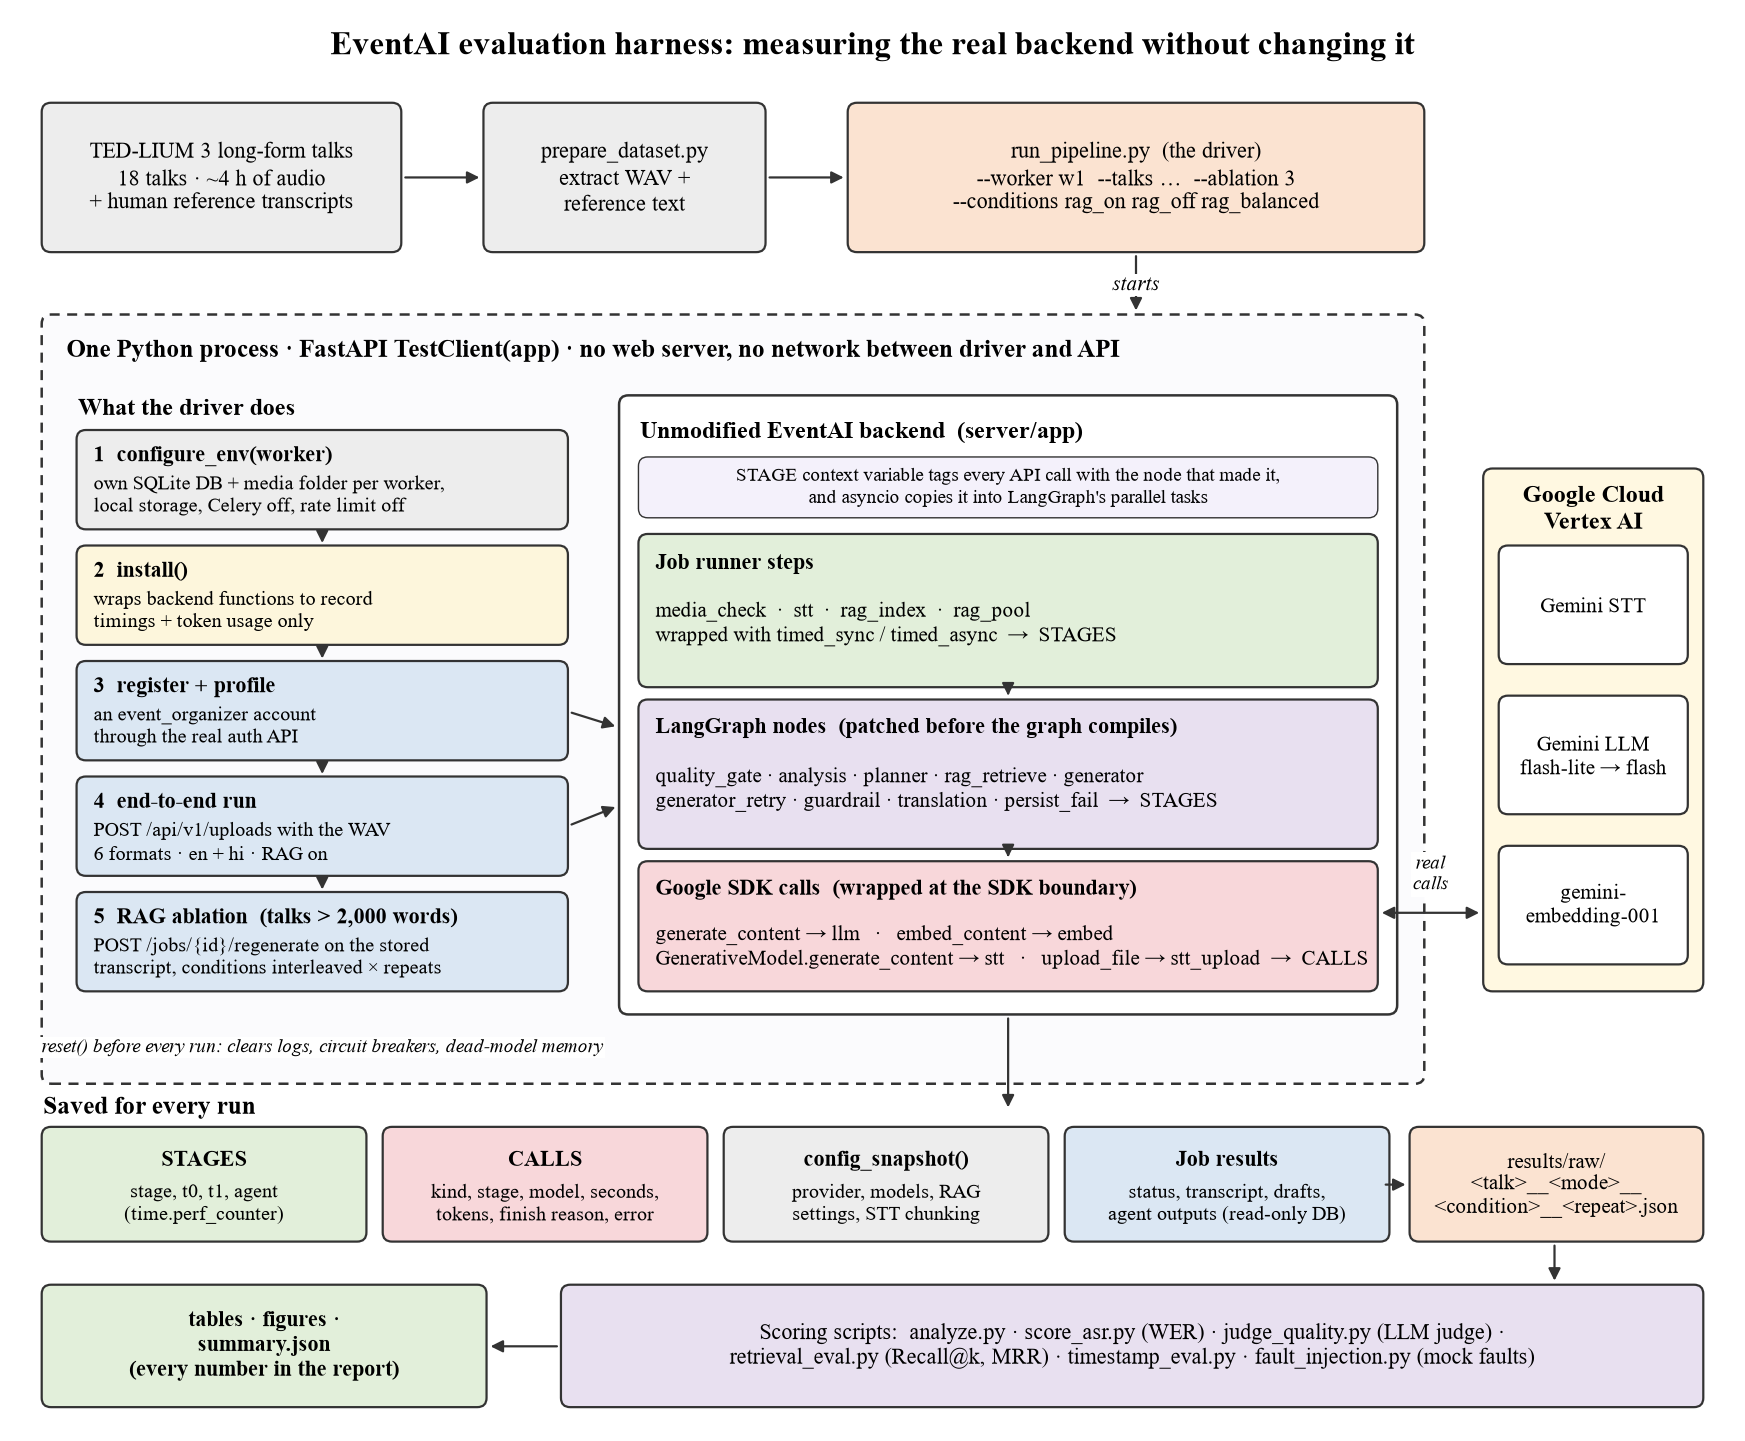 EventAI evaluation harness: measuring the real backend without changing it
TED-LIUM 3 long-form talks
18 talks · ~4 h of audio
+ human reference transcripts
prepare_dataset.py
extract WAV +
reference text
run_pipeline.py (the driver)
--worker w1 --talks … --ablation 3
--conditions rag_on rag_off rag_balanced
starts
One Python process · FastAPI TestClient(app) · no web server, no network between driver and API
What the driver does
1 configure_env(worker)
own SQLite DB + media folder per worker,
local storage, Celery off, rate limit off
2 install()
wraps backend functions to record
timings + token usage only
3 register + profile
an event_organizer account
through the real auth API
4 end-to-end run
POST /api/v1/uploads with the WAV
6 formats · en + hi · RAG on
5 RAG ablation (talks > 2,000 words)
POST /jobs/{id}/regenerate on the stored
transcript, conditions interleaved × repeats
reset() before every run: clears logs, circuit breakers, dead-model memory
Unmodified EventAI backend (server/app)
STAGE context variable tags every API call with the node that made it,
and asyncio copies it into LangGraph's parallel tasks
Job runner steps
media_check · stt · rag_index · rag_pool
wrapped with timed_sync / timed_async → STAGES
LangGraph nodes (patched before the graph compiles)
quality_gate · analysis · planner · rag_retrieve · generator
generator_retry · guardrail · translation · persist_fail → STAGES
Google SDK calls (wrapped at the SDK boundary)
generate_content → llm · embed_content → embed
GenerativeModel.generate_content → stt · upload_file → stt_upload → CALLS
real
calls
Google Cloud
Vertex AI
Gemini STT
Gemini LLM
flash-lite → flash
gemini-
embedding-001
Saved for every run
STAGES
stage, t0, t1, agent
(time.perf_counter)
CALLS
kind, stage, model, seconds,
tokens, finish reason, error
config_snapshot()
provider, models, RAG
settings, STT chunking
Job results
status, transcript, drafts,
agent outputs (read-only DB)
results/raw/
<talk>__<mode>__
<condition>__<repeat>.json
tables · figures ·
summary.json
(every number in the report)
Scoring scripts: analyze.py · score_asr.py (WER) · judge_quality.py (LLM judge) ·
retrieval_eval.py (Recall@k, MRR) · timestamp_eval.py · fault_injection.py (mock faults)